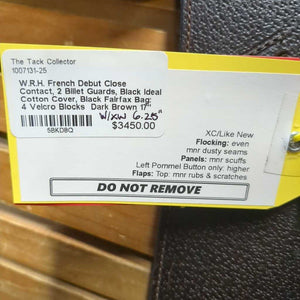 The Tack Collector
1007131-25
W.R.H. French Debut Close
Contact, 2 Billet Guards, Black Ideal
Cotton Cover, Black Fairfax Bag;
4 Velcro Blocks Dark Brown 17"
W/XW 6.25"
$3450.00
5BKDBQ
XC/Like New
Flocking: even
mnr dusty seams
Panels: mnr scuffs
Left Pommel Button only: higher
Flaps: Top: mnr rubs & scratches
DO NOT REMOVE